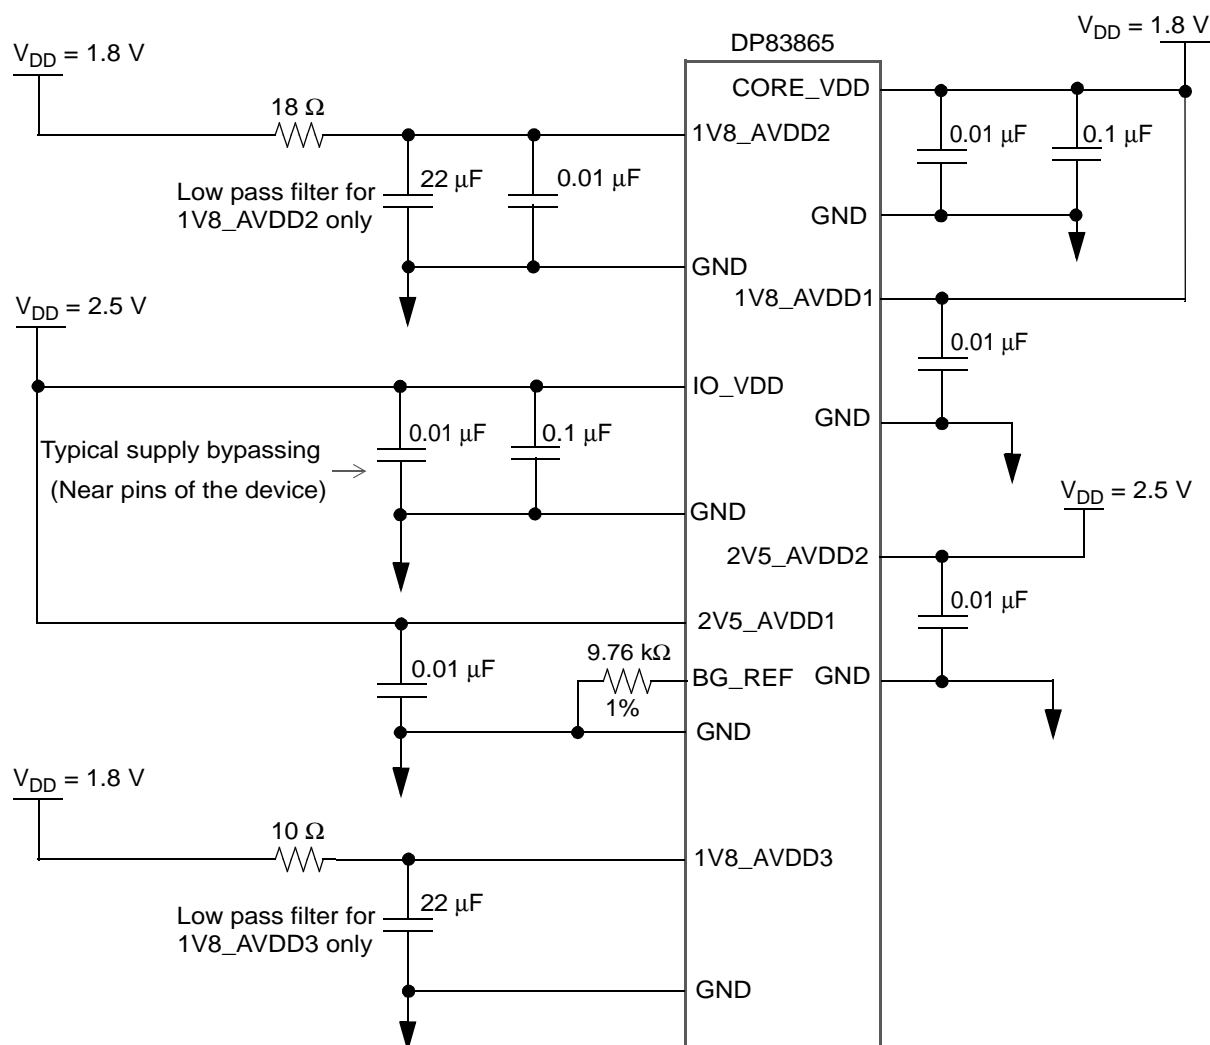 DP83865
V_DD = 1.8 V
18 Ω
Low pass filter for
1V8_AVDD2 only
22 μF
0.01 μF
1V8_AVDD2
GND
V_DD = 2.5 V
IO_VDD
Typical supply bypassing
(Near pins of the device)
0.01 μF
0.1 μF
GND
2V5_AVDD1
0.01 μF
9.76 kΩ
1%
BG_REF
GND
V_DD = 1.8 V
10 Ω
Low pass filter for
1V8_AVDD3 only
22 μF
1V8_AVDD3
GND
V_DD = 1.8 V
CORE_VDD
0.01 μF
0.1 μF
GND
1V8_AVDD1
0.01 μF
GND
V_DD = 2.5 V
2V5_AVDD2
0.01 μF
GND